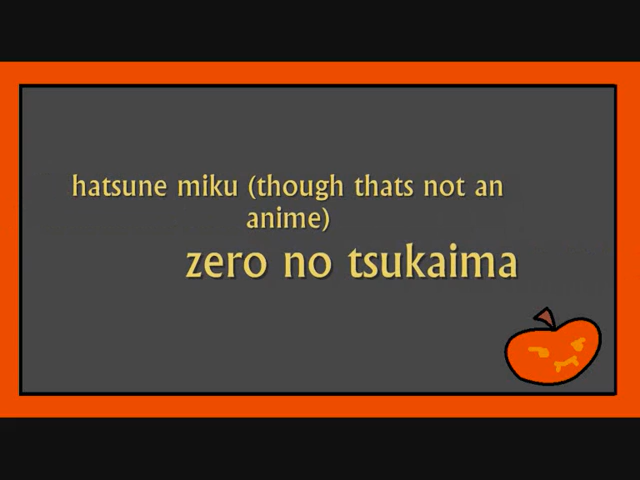 hatsune miku (though thats not an
anime)
zero no tsukaima